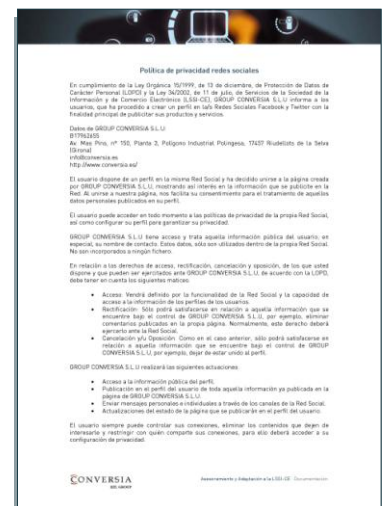 Política de privacidad redes sociales
En cumplimiento de la Ley Orgánica 15/1999, de 13 de diciembre, de Protección de Datos de
Carácter Personal (LOPD) y la Ley 34/2002, de 11 de julio, de Servicios de la Sociedad de la
Información y de Comercio Electrónico (LSSI-CE), GROUP CONVERSIA S.L.U informa a los
usuarios, que ha procedido a crear un perfil en la/s Redes Sociales Facebook y Twitter con la
finalidad principal de publicitar sus productos y servicios.
Datos de GROUP CONVERSIA S.L.U:
B17962655
Av. Mas Pins, nº 150, Planta 3, Polígono Industrial Polingesa, 17457 Riudellots de la Selva
(Girona)
info@conversia.es
http://www.conversia.es/
El usuario dispone de un perfil en la misma Red Social y ha decidido unirse a la página creada
por GROUP CONVERSIA S.L.U, mostrando así interés en la información que se publicite en la
Red. Al unirse a nuestra página, nos facilita su consentimiento para el tratamiento de aquellos
datos personales publicados en su perfil.
El usuario puede acceder en todo momento a las políticas de privacidad de la propia Red Social,
así como configurar su perfil para garantizar su privacidad.
GROUP CONVERSIA S.L.U tiene acceso y trata aquella información pública del usuario, en
especial, su nombre de contacto. Estos datos, sólo son utilizados dentro de la propia Red Social.
No son incorporados a ningún fichero.
En relación a los derechos de acceso, rectificación, cancelación y oposición, de los que usted
dispone y que pueden ser ejercitados ante GROUP CONVERSIA S.L.U, de acuerdo con la LOPD,
debe tener en cuenta los siguientes matices:
• Acceso: Vendrá definido por la funcionalidad de la Red Social y la capacidad de
acceso a la información de los perfiles de los usuarios.
• Rectificación: Sólo podrá satisfacerse en relación a aquella información que se
encuentre bajo el control de GROUP CONVERSIA S.L.U, por ejemplo, eliminar
comentarios publicados en la propia página. Normalmente, este derecho deberá
ejercerlo ante la Red Social.
• Cancelación y/u Oposición: Como en el caso anterior, sólo podrá satisfacerse en
relación a aquella información que se encuentre bajo el control de GROUP
CONVERSIA S.L.U, por ejemplo, dejar de estar unido al perfil.
GROUP CONVERSIA S.L.U realizará las siguientes actuaciones:
• Acceso a la información pública del perfil.
• Publicación en el perfil del usuario de toda aquella información ya publicada en la
página de GROUP CONVERSIA S.L.U.
• Enviar mensajes personales e individuales a través de los canales de la Red Social.
• Actualizaciones del estado de la página que se publicarán en el perfil del usuario.
El usuario siempre puede controlar sus conexiones, eliminar los contenidos que dejen de
interesarle y restringir con quién comparte sus conexiones, para ello deberá acceder a su
configuración de privacidad.
CONVERSIA
Asesoramiento y Adaptación a la LSSI-CE Documentación